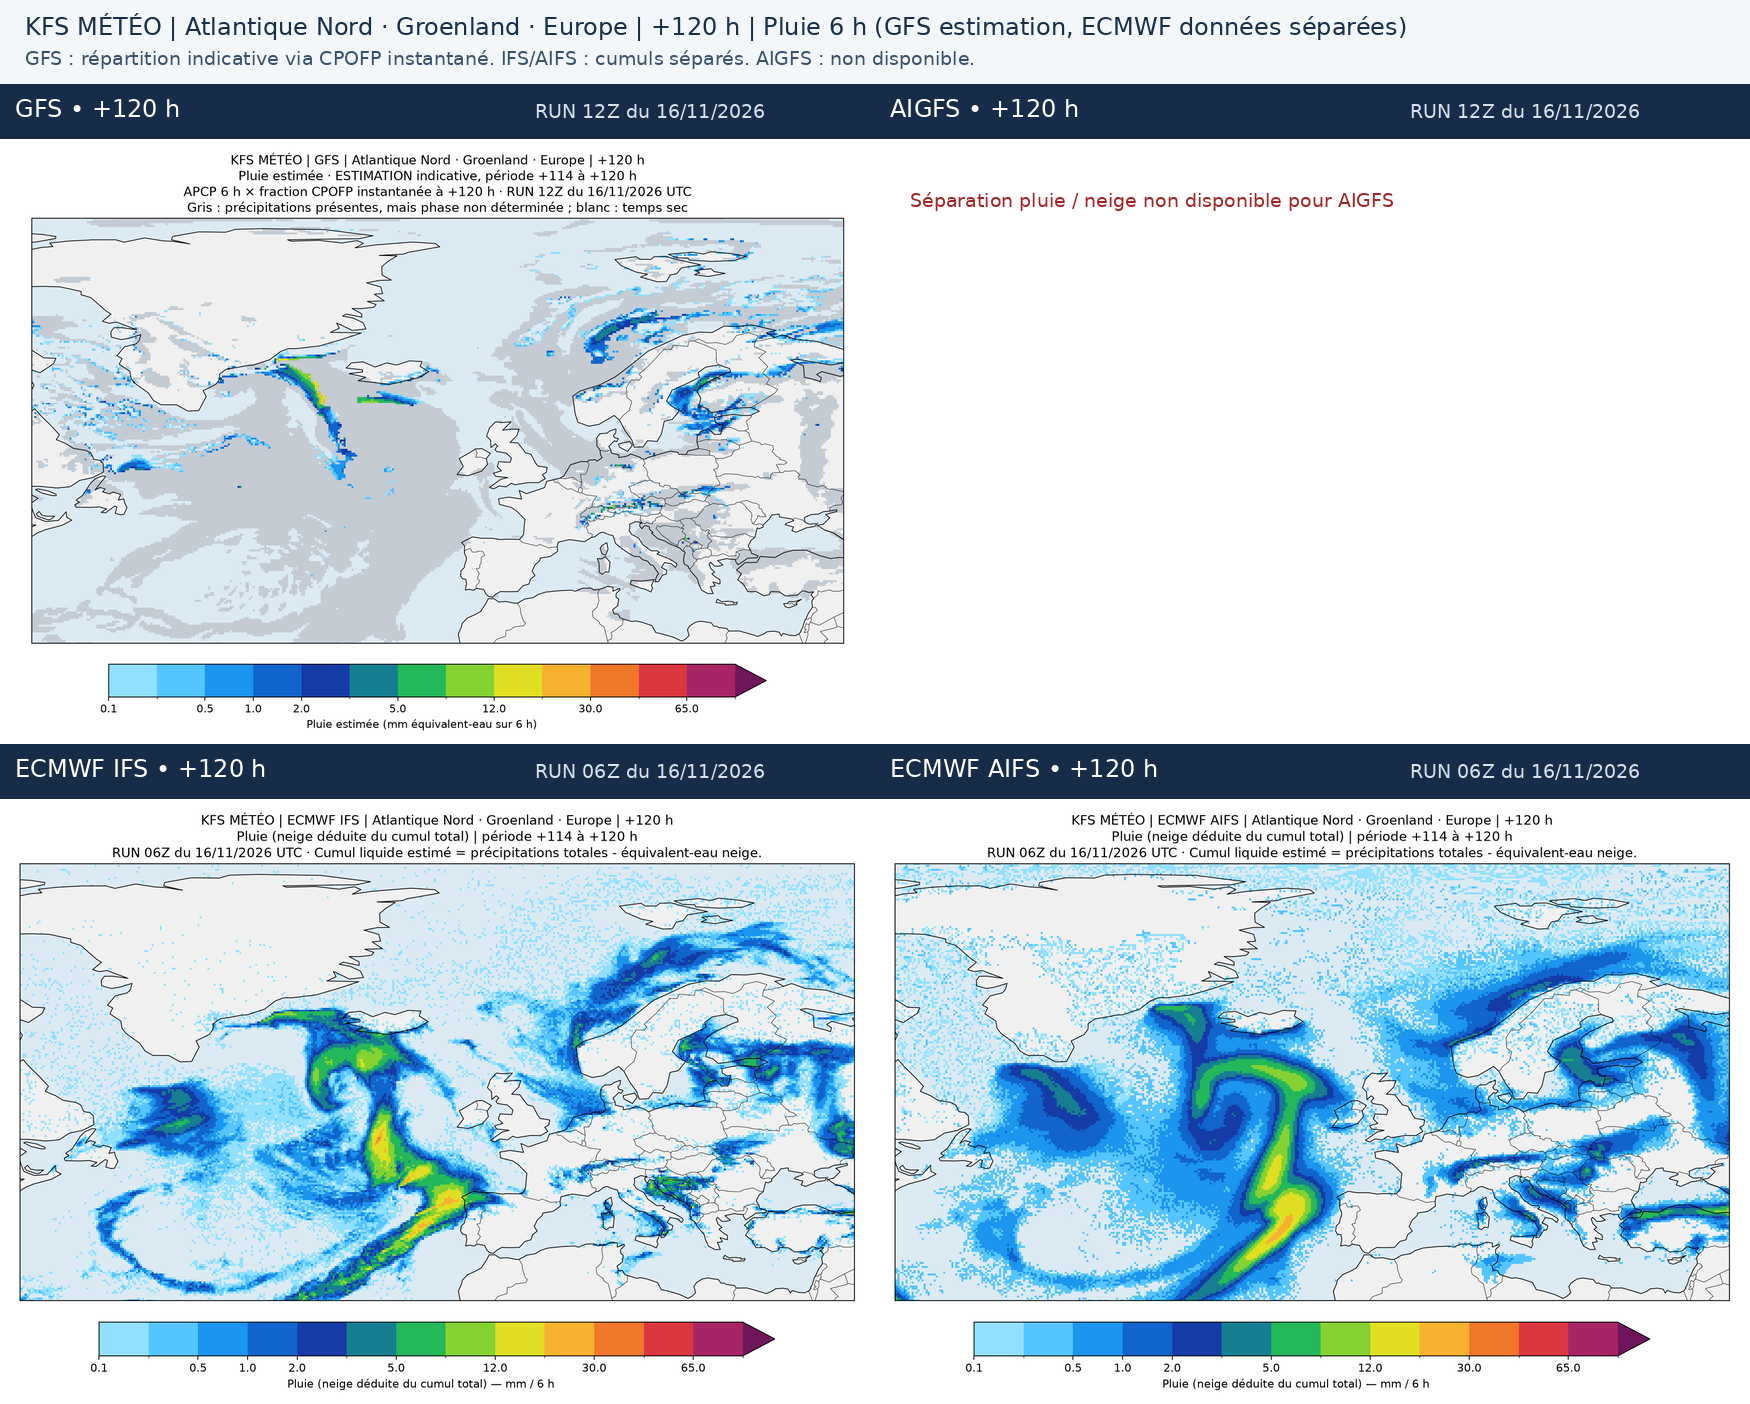 KFS MÉTÉO | Atlantique Nord · Groenland · Europe | +120 h | Pluie 6 h (GFS estimation, ECMWF données séparées)
GFS : répartition indicative via CPOFP instantané. IFS/AIFS : cumuls séparés. AIGFS : non disponible.
GFS • +120 h
RUN 12Z du 16/11/2026
KFS MÉTÉO | GFS | Atlantique Nord · Groenland · Europe | +120 h
Pluie estimée · ESTIMATION indicative, période +114 à +120 h
APCP 6 h × fraction CPOFP instantanée à +120 h · RUN 12Z du 16/11/2026 UTC
Gris : précipitations présentes, mais phase non déterminée ; blanc : temps sec
0.1 0.5 1.0 2.0 5.0 12.0 30.0 65.0
Pluie estimée (mm équivalent-eau sur 6 h)
AIGFS • +120 h
RUN 12Z du 16/11/2026
Séparation pluie / neige non disponible pour AIGFS
ECMWF IFS • +120 h
RUN 06Z du 16/11/2026
KFS MÉTÉO | ECMWF IFS | Atlantique Nord · Groenland · Europe | +120 h
Pluie (neige déduite du cumul total) | période +114 à +120 h
RUN 06Z du 16/11/2026 UTC · Cumul liquide estimé = précipitations totales - équivalent-eau neige.
0.1 0.5 1.0 2.0 5.0 12.0 30.0 65.0
Pluie (neige déduite du cumul total) — mm / 6 h
ECMWF AIFS • +120 h
RUN 06Z du 16/11/2026
KFS MÉTÉO | ECMWF AIFS | Atlantique Nord · Groenland · Europe | +120 h
Pluie (neige déduite du cumul total) | période +114 à +120 h
RUN 06Z du 16/11/2026 UTC · Cumul liquide estimé = précipitations totales - équivalent-eau neige.
0.1 0.5 1.0 2.0 5.0 12.0 30.0 65.0
Pluie (neige déduite du cumul total) — mm / 6 h